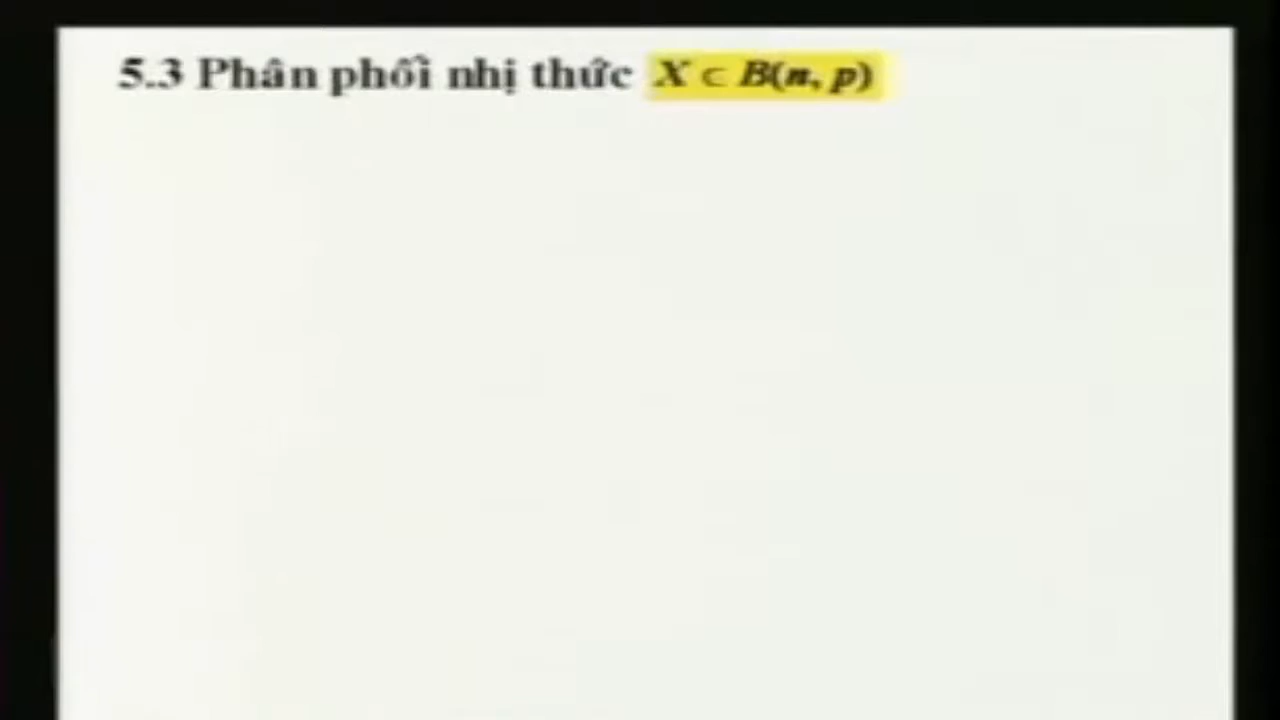 5.3 Phân phối nhị thức X ⊂ B(n, p)